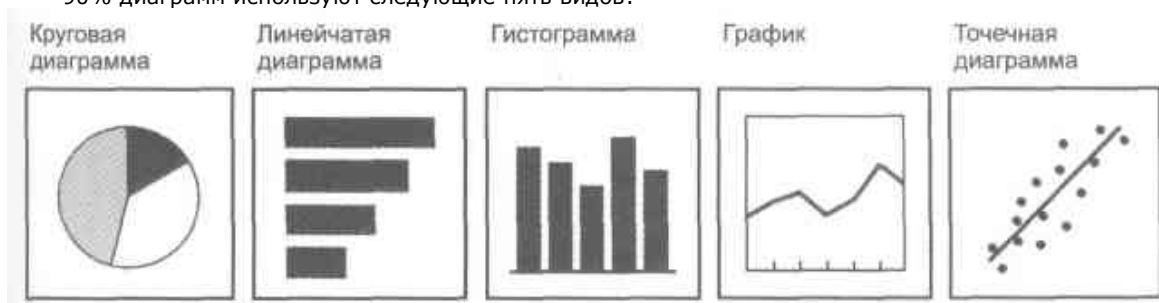 90% диаграмм используют следующие пять видов:
Круговая
диаграмма
Линейчатая
диаграмма
Гистограмма
График
Точечная
диаграмма